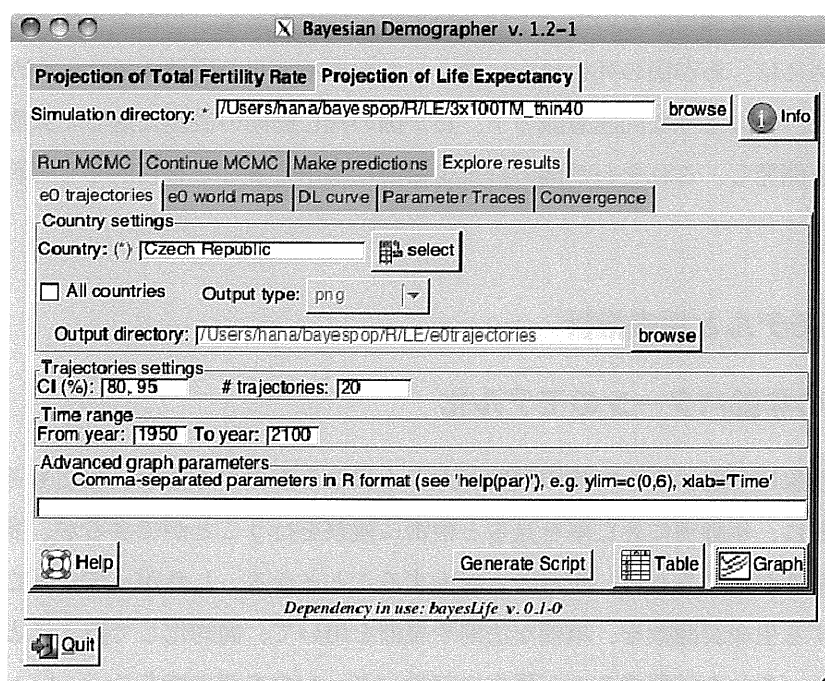 Bayesian Demographer v. 1.2-1
Projection of Total Fertility Rate Projection of Life Expectancy
Simulation directory: * /Users/hana/bayespop/R/LE/3x100TM_thin40 browse Info
Run MCMC Continue MCMC Make predictions Explore results
e0 trajectories e0 world maps DL curve Parameter Traces Convergence
Country settings
Country: (*) Czech Republic select
All countries Output type: png
Output directory: /Users/hana/bayespop/R/LE/e0trajectories browse
Trajectories settings
CI (%): 80, 95 # trajectories: 20
Time range
From year: 1950 To year: 2100
Advanced graph parameters
Comma-separated parameters in R format (see 'help(par)'), e.g. ylim=c(0,6), xlab='Time'
Help Generate Script Table Graph
Dependency in use: bayesLife v. 0.1-0
Quit